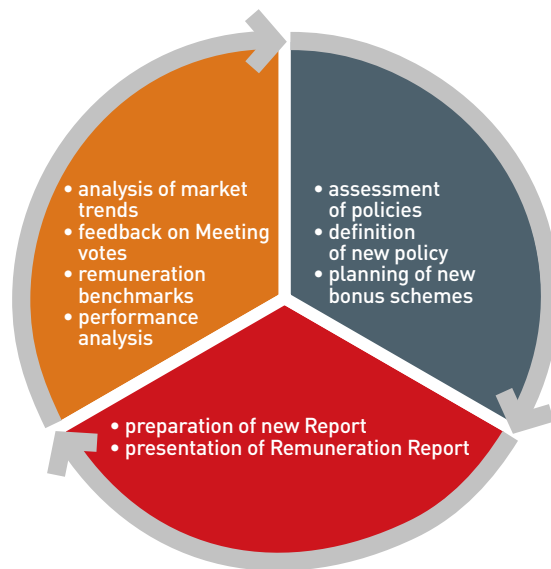 • analysis of market
trends
• feedback on Meeting
votes
• remuneration
benchmarks
• performance
analysis
• assessment
of policies
• definition
of new policy
• planning of new
bonus schemes
• preparation of new Report
• presentation of Remuneration Report